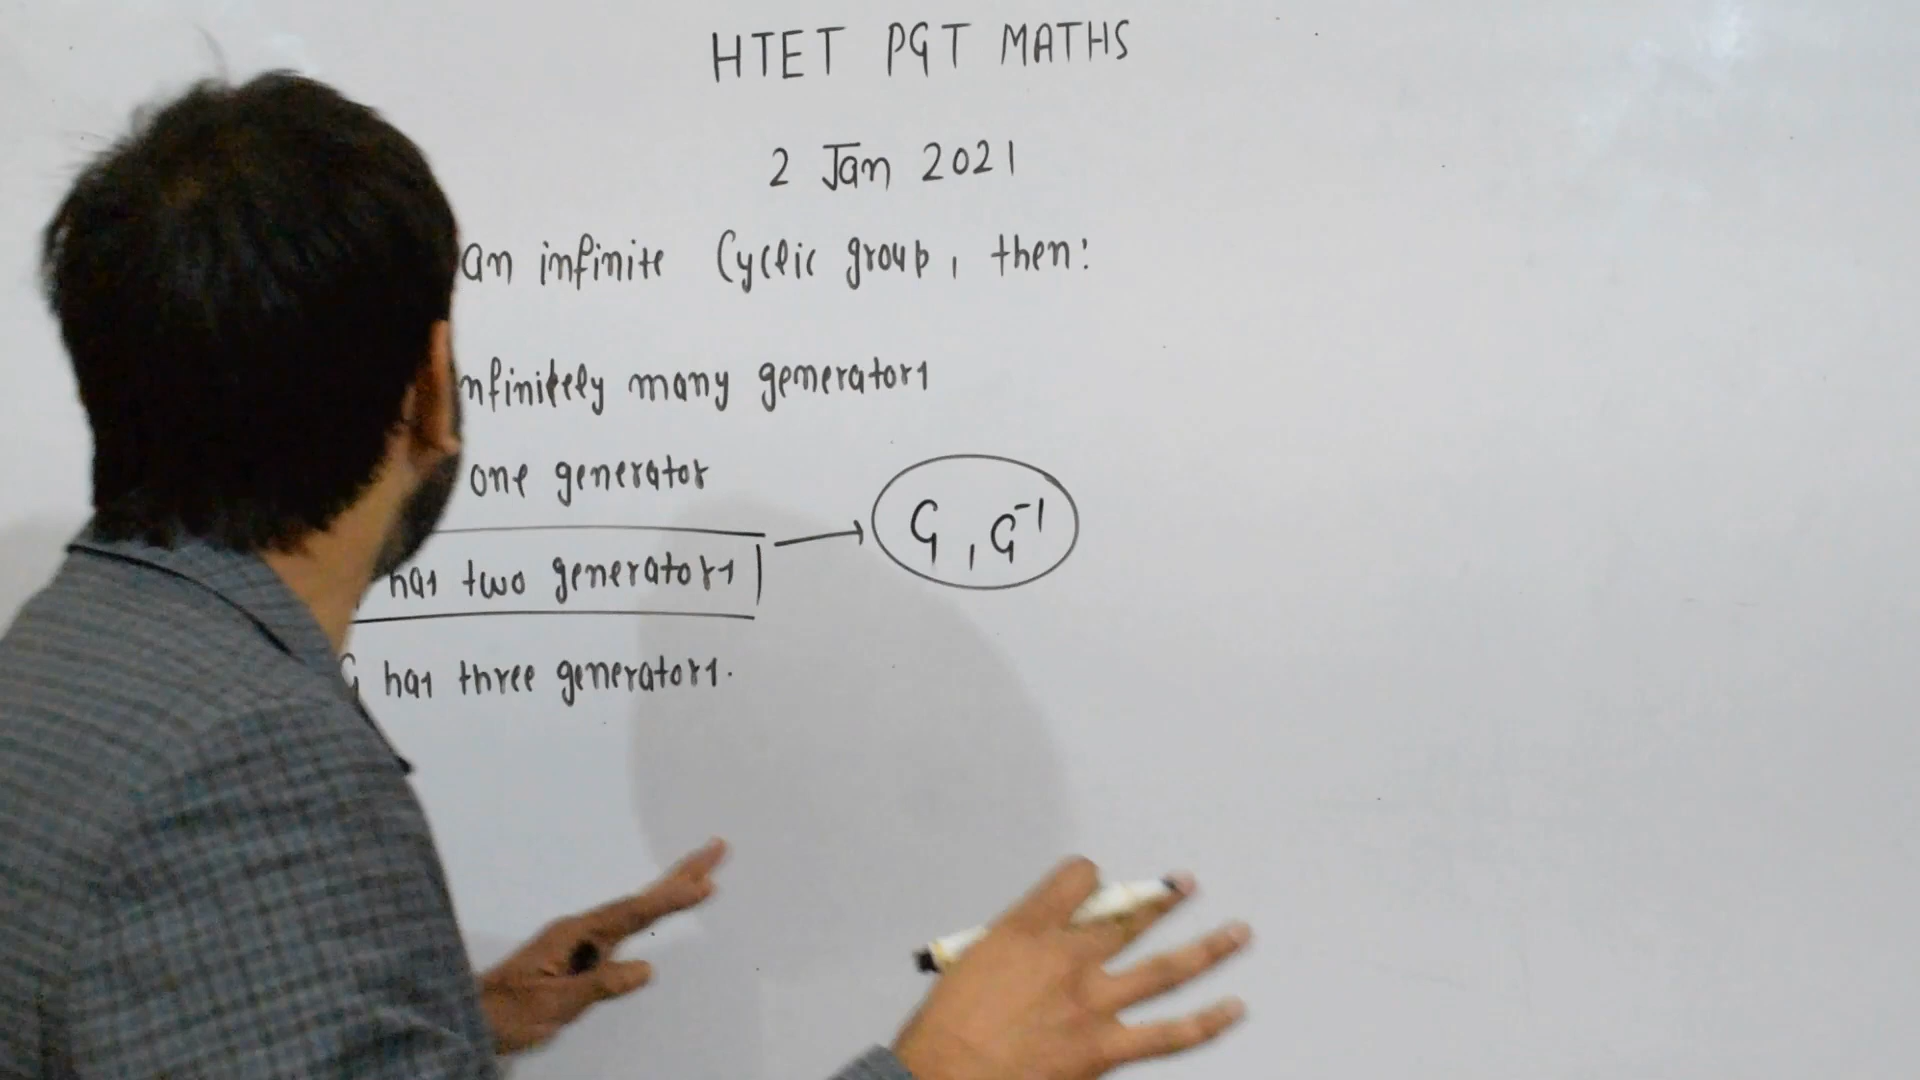 HTET PGT MATHS
2 Jan 2021
an infinite Cyclic group, then:
nfinitely many generators
one generator
has two generators → G, G⁻¹
G has three generators.